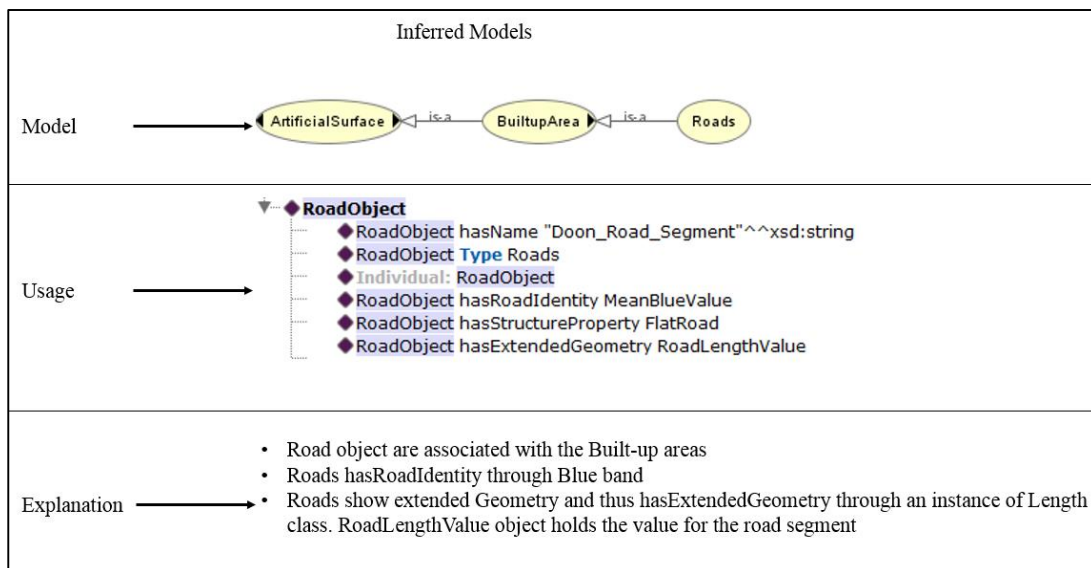 Inferred Models
Model
ArtificialSurface is-a BuiltupArea is-a Roads
Usage
RoadObject
RoadObject hasName "Doon_Road_Segment"^^xsd:string
RoadObject Type Roads
Individual: RoadObject
RoadObject hasRoadIdentity MeanBlueValue
RoadObject hasStructureProperty FlatRoad
RoadObject hasExtendedGeometry RoadLengthValue
Explanation
• Road object are associated with the Built-up areas
• Roads hasRoadIdentity through Blue band
• Roads show extended Geometry and thus hasExtendedGeometry through an instance of Length
class. RoadLengthValue object holds the value for the road segment